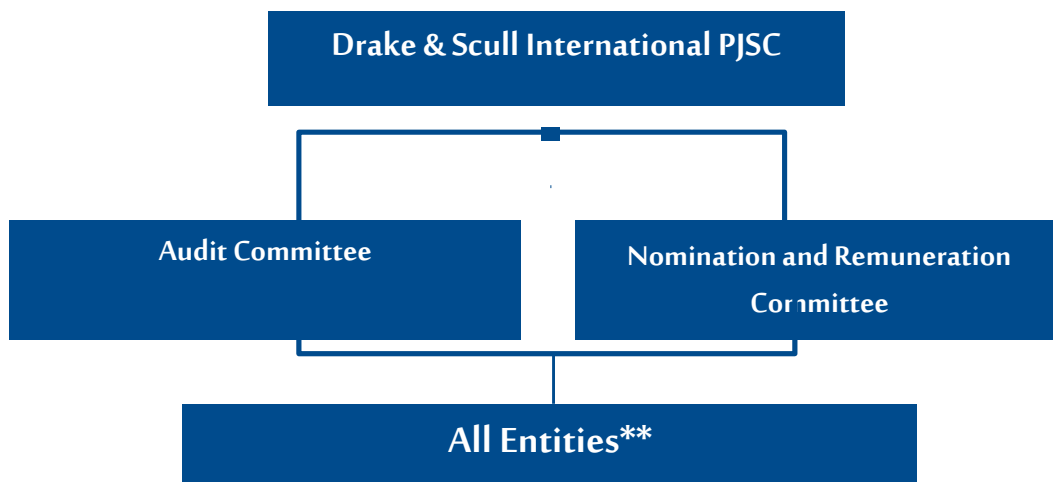 Drake & Scull International PJSC
Audit Committee
Nomination and Remuneration
Committee
All Entities**